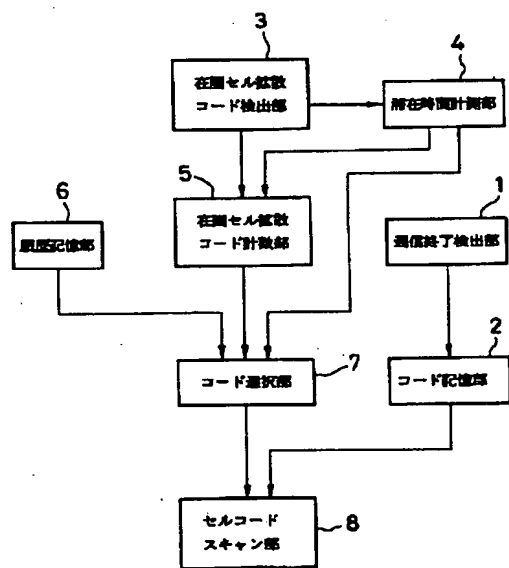 3
4
在圏セル拡散
コード検出部
滞在時間計測部
5
1
6
在圏セル拡散
コード計数部
履歴記憶部
通信終了検出部
2
7
コード選択部
コード記憶部
セルコード
スキャン部
8